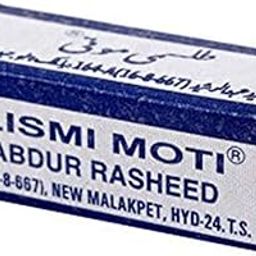 طلسمی موتی®
LISMI MOTI®
ABDUR RASHEED
-8-667), NEW MALAKPET, HYD-24, T.S.